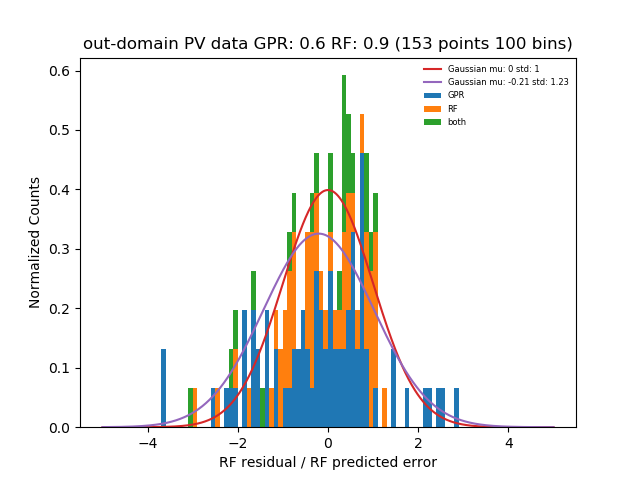 out-domain PV data GPR: 0.6 RF: 0.9 (153 points 100 bins)
Gaussian mu: 0 std: 1
Gaussian mu: -0.21 std: 1.23
GPR
RF
both
Normalized Counts
0.6
0.5
0.4
0.3
0.2
0.1
0.0
−4 −2 0 2 4
RF residual / RF predicted error